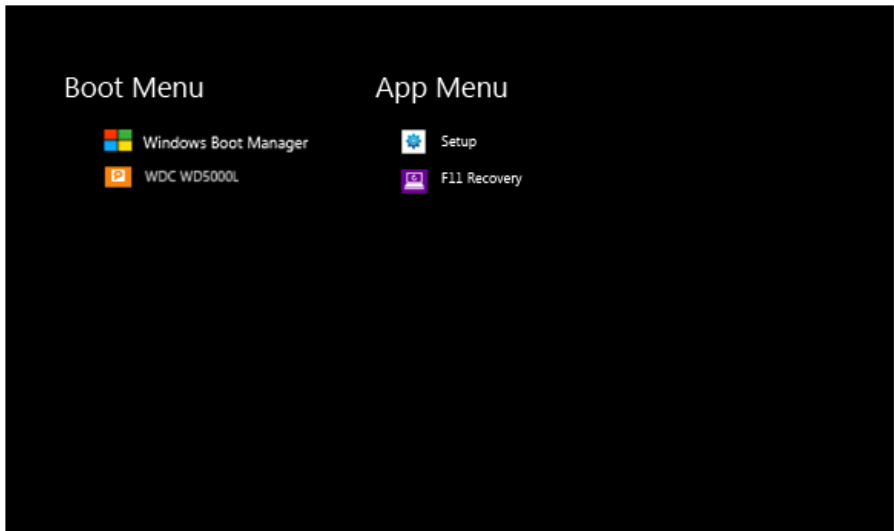 Boot Menu
Windows Boot Manager
WDC WD5000L
App Menu
Setup
F11 Recovery